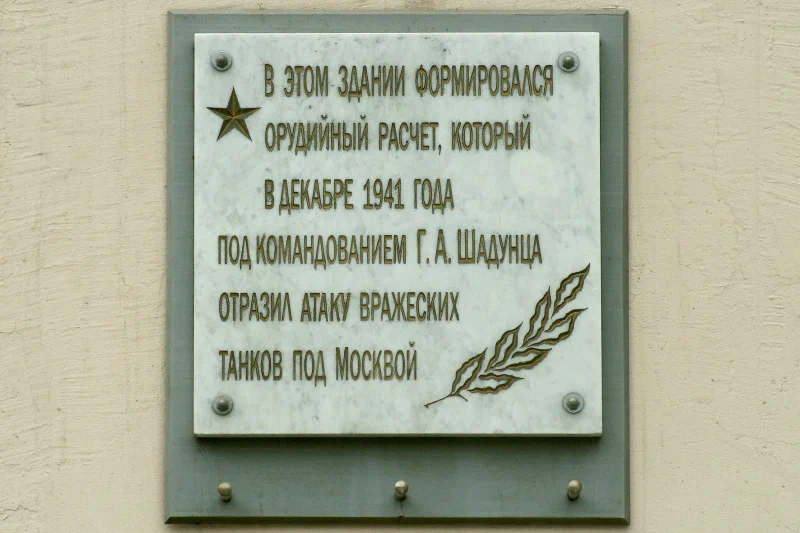 В ЭТОМ ЗДАНИИ ФОРМИРОВАЛСЯ
ОРУДИЙНЫЙ РАСЧЕТ, КОТОРЫЙ
В ДЕКАБРЕ 1941 ГОДА
ПОД КОМАНДОВАНИЕМ Г. А. ШАДУНЦА
ОТРАЗИЛ АТАКУ ВРАЖЕСКИХ
ТАНКОВ ПОД МОСКВОЙ